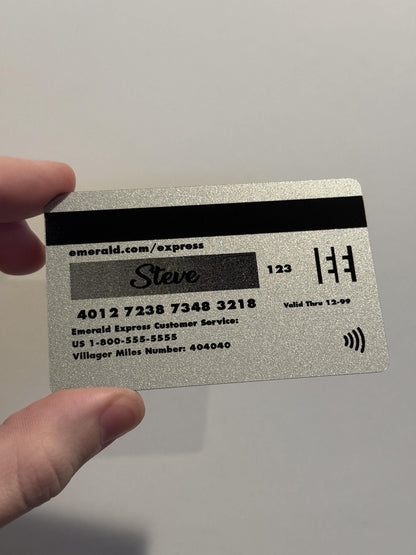 emerald.com/express
Steve
123
4012 7238 7348 3218
Valid Thru 12-99
Emerald Express Customer Service:
US 1-800-555-5555
Villager Miles Number: 404040